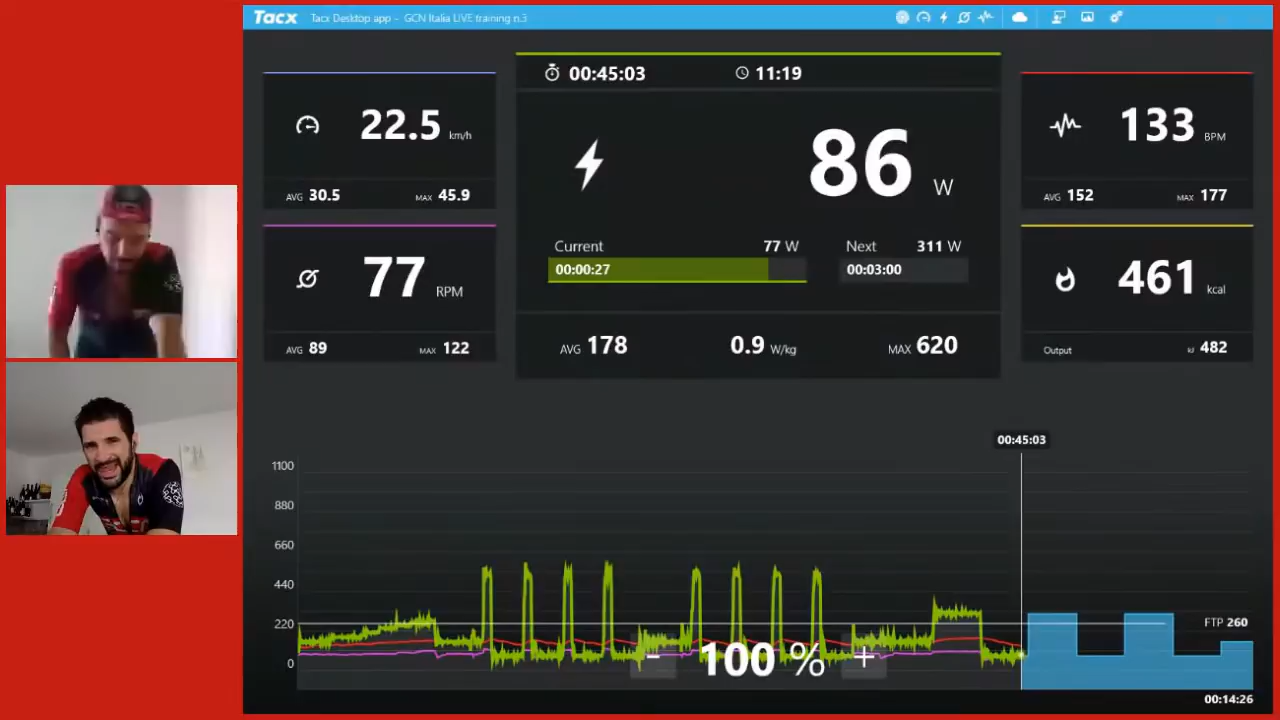 Tacx Tacx Desktop app - GCN Italia LIVE training n.3
00:45:03 11:19
22.5 km/h
AVG 30.5 MAX 45.9
86 W
133 BPM
AVG 152 MAX 177
Current 77 W Next 311 W
00:00:27 00:03:00
77 RPM
AVG 89 MAX 122
461 kcal
Output kJ 482
AVG 178 0.9 W/kg MAX 620
00:45:03
1100
880
660
440
220
0
FTP 260
- 100 % +
00:14:26